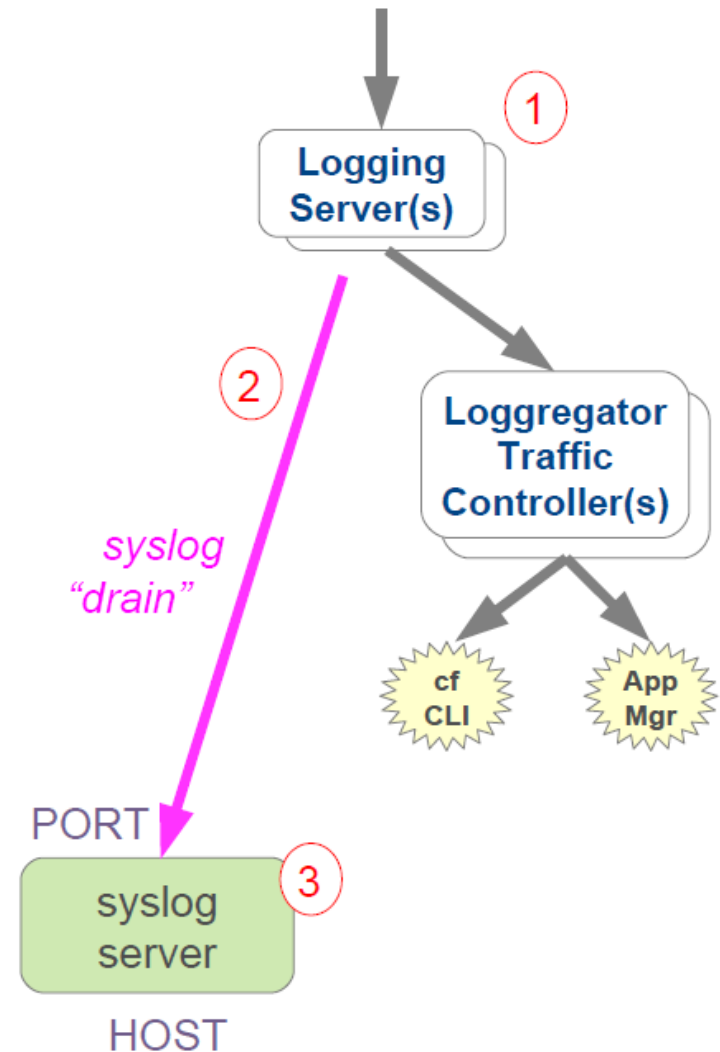 1
Logging
Server(s)
2
Loggregator
Traffic
Controller(s)
syslog
“drain”
cf
CLI
App
Mgr
PORT
3
syslog
server
HOST